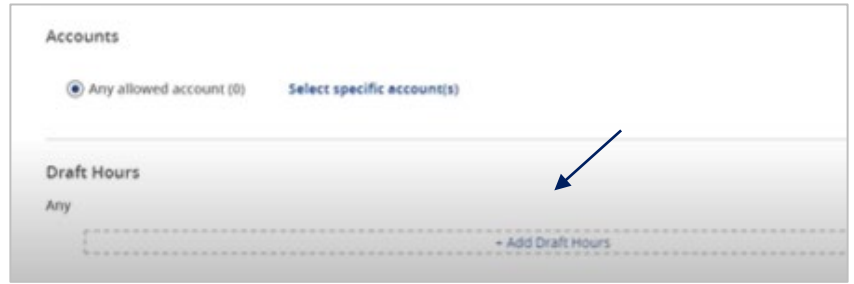 Accounts
Any allowed account (0) Select specific account(s)
Draft Hours
Any
+ Add Draft Hours